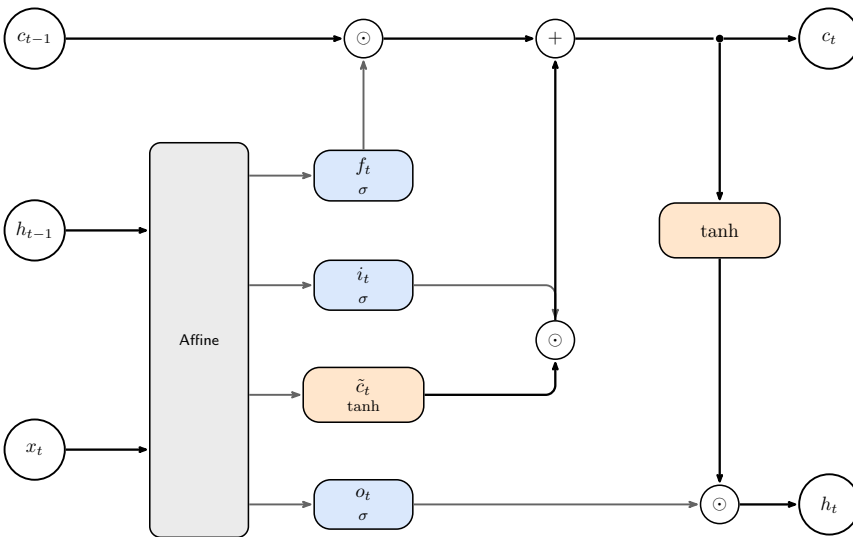 c_{t−1}
⊙
+
c_t
f_t
σ
h_{t−1}
tanh
i_t
σ
Affine
⊙
c̃_t
tanh
x_t
o_t
σ
⊙
h_t